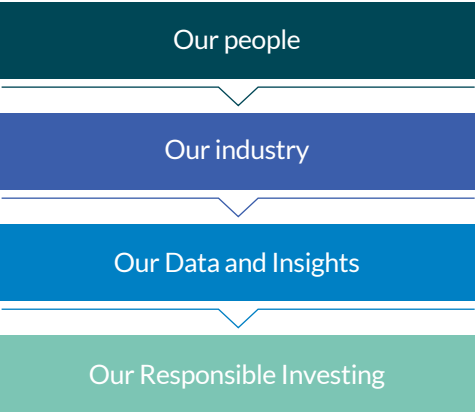 Our people
Our industry
Our Data and Insights
Our Responsible Investing